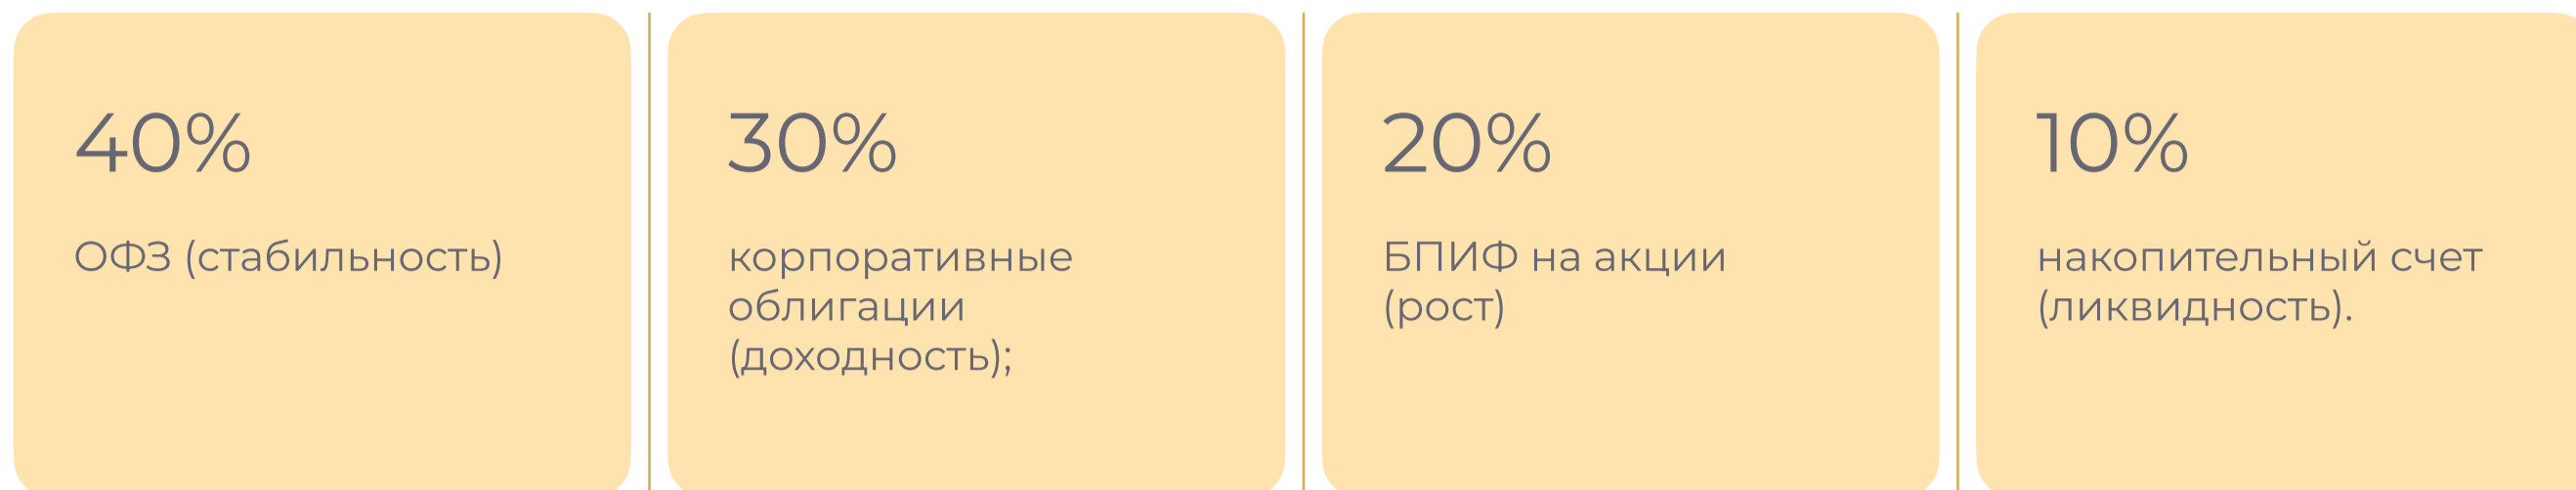 40%
ОФЗ (стабильность)
30%
корпоративные
облигации
(доходность);
20%
БПИФ на акции
(рост)
10%
накопительный счет
(ликвидность).